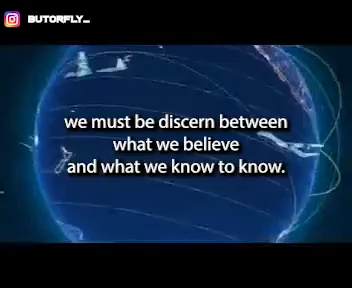 BUTORFLY_
we must be discern between
what we believe
and what we know to know.